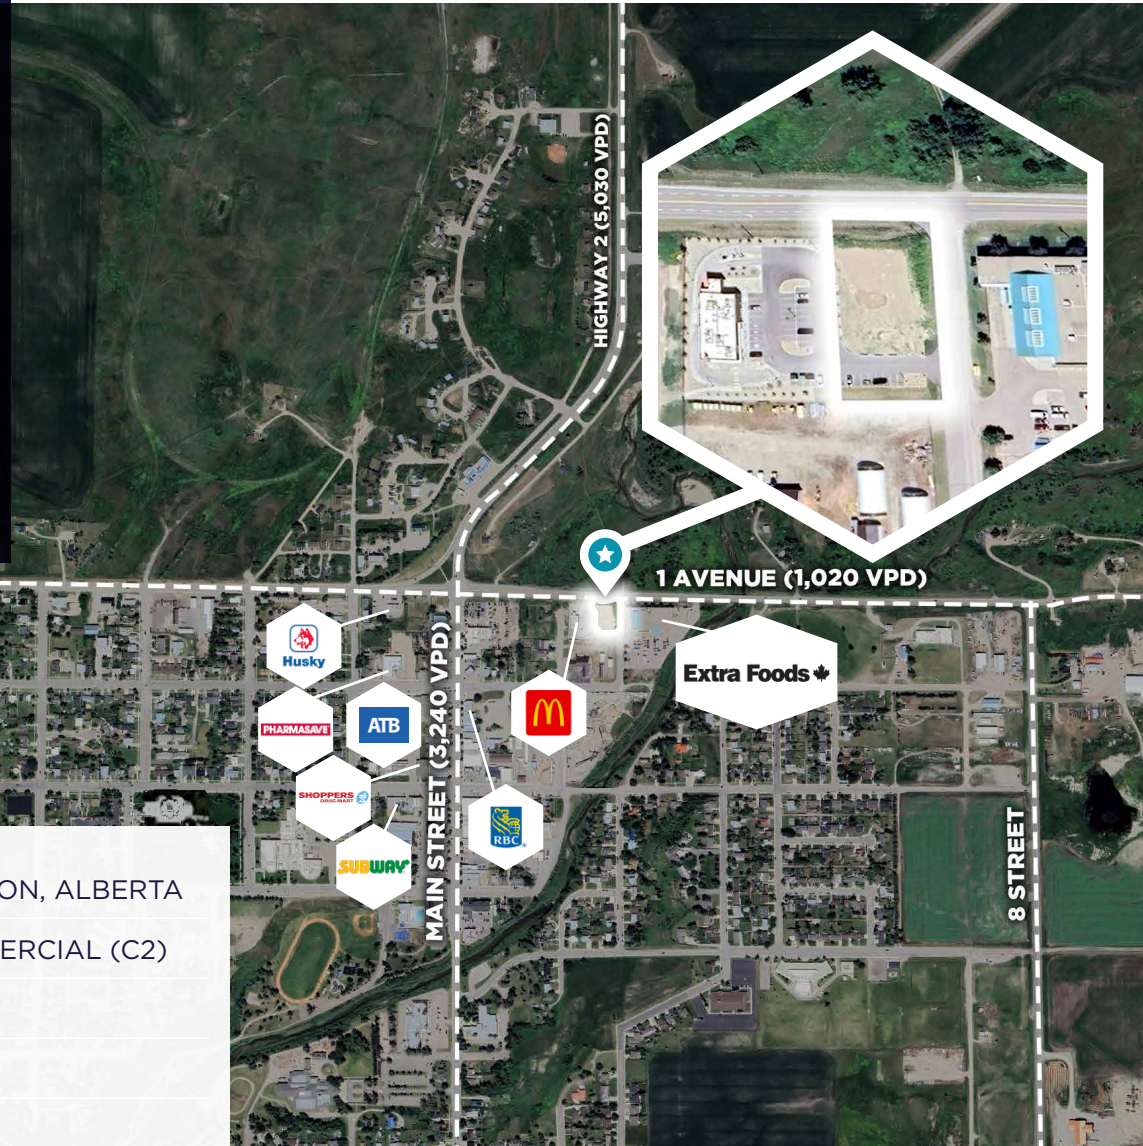 HIGHWAY 2 (5,030 VPD)
1 AVENUE (1,020 VPD)
Husky
Extra Foods
PHARMASAVE
ATB
MAIN STREET (3,240 VPD)
SHOPPERS
DRUG MART
RBC
SUBWAY
8 STREET
ON, ALBERTA
ERCIAL (C2)